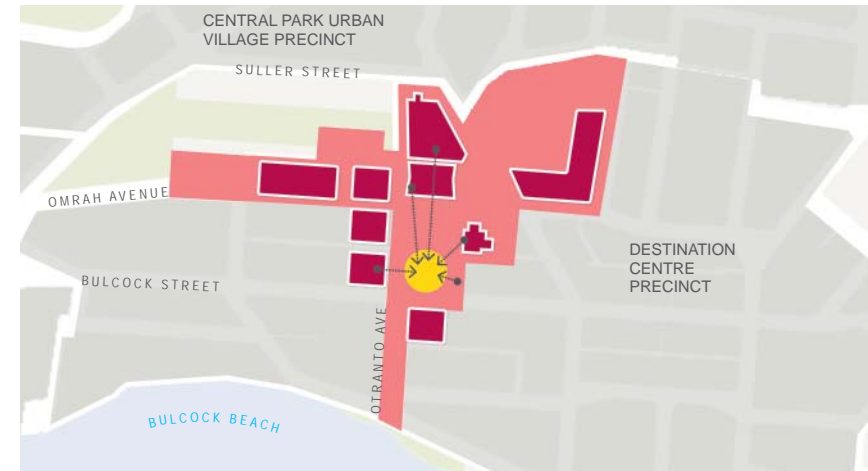 CENTRAL PARK URBAN
VILLAGE PRECINCT
SULLER STREET
OMRAH AVENUE
DESTINATION
CENTRE
PRECINCT
BULCOCK STREET
OTRANTO AVE
BULCOCK BEACH